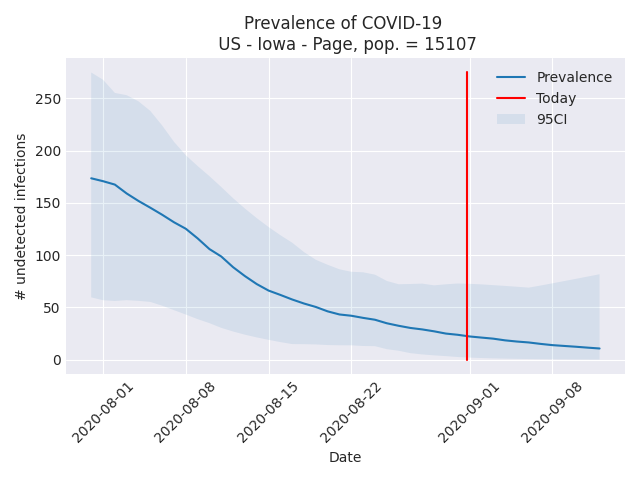 Prevalence of COVID-19
US - Iowa - Page, pop. = 15107
Prevalence
Today
95CI
# undetected infections
250
200
150
100
50
0
2020-08-01
2020-08-08
2020-08-15
2020-08-22
2020-09-01
2020-09-08
Date